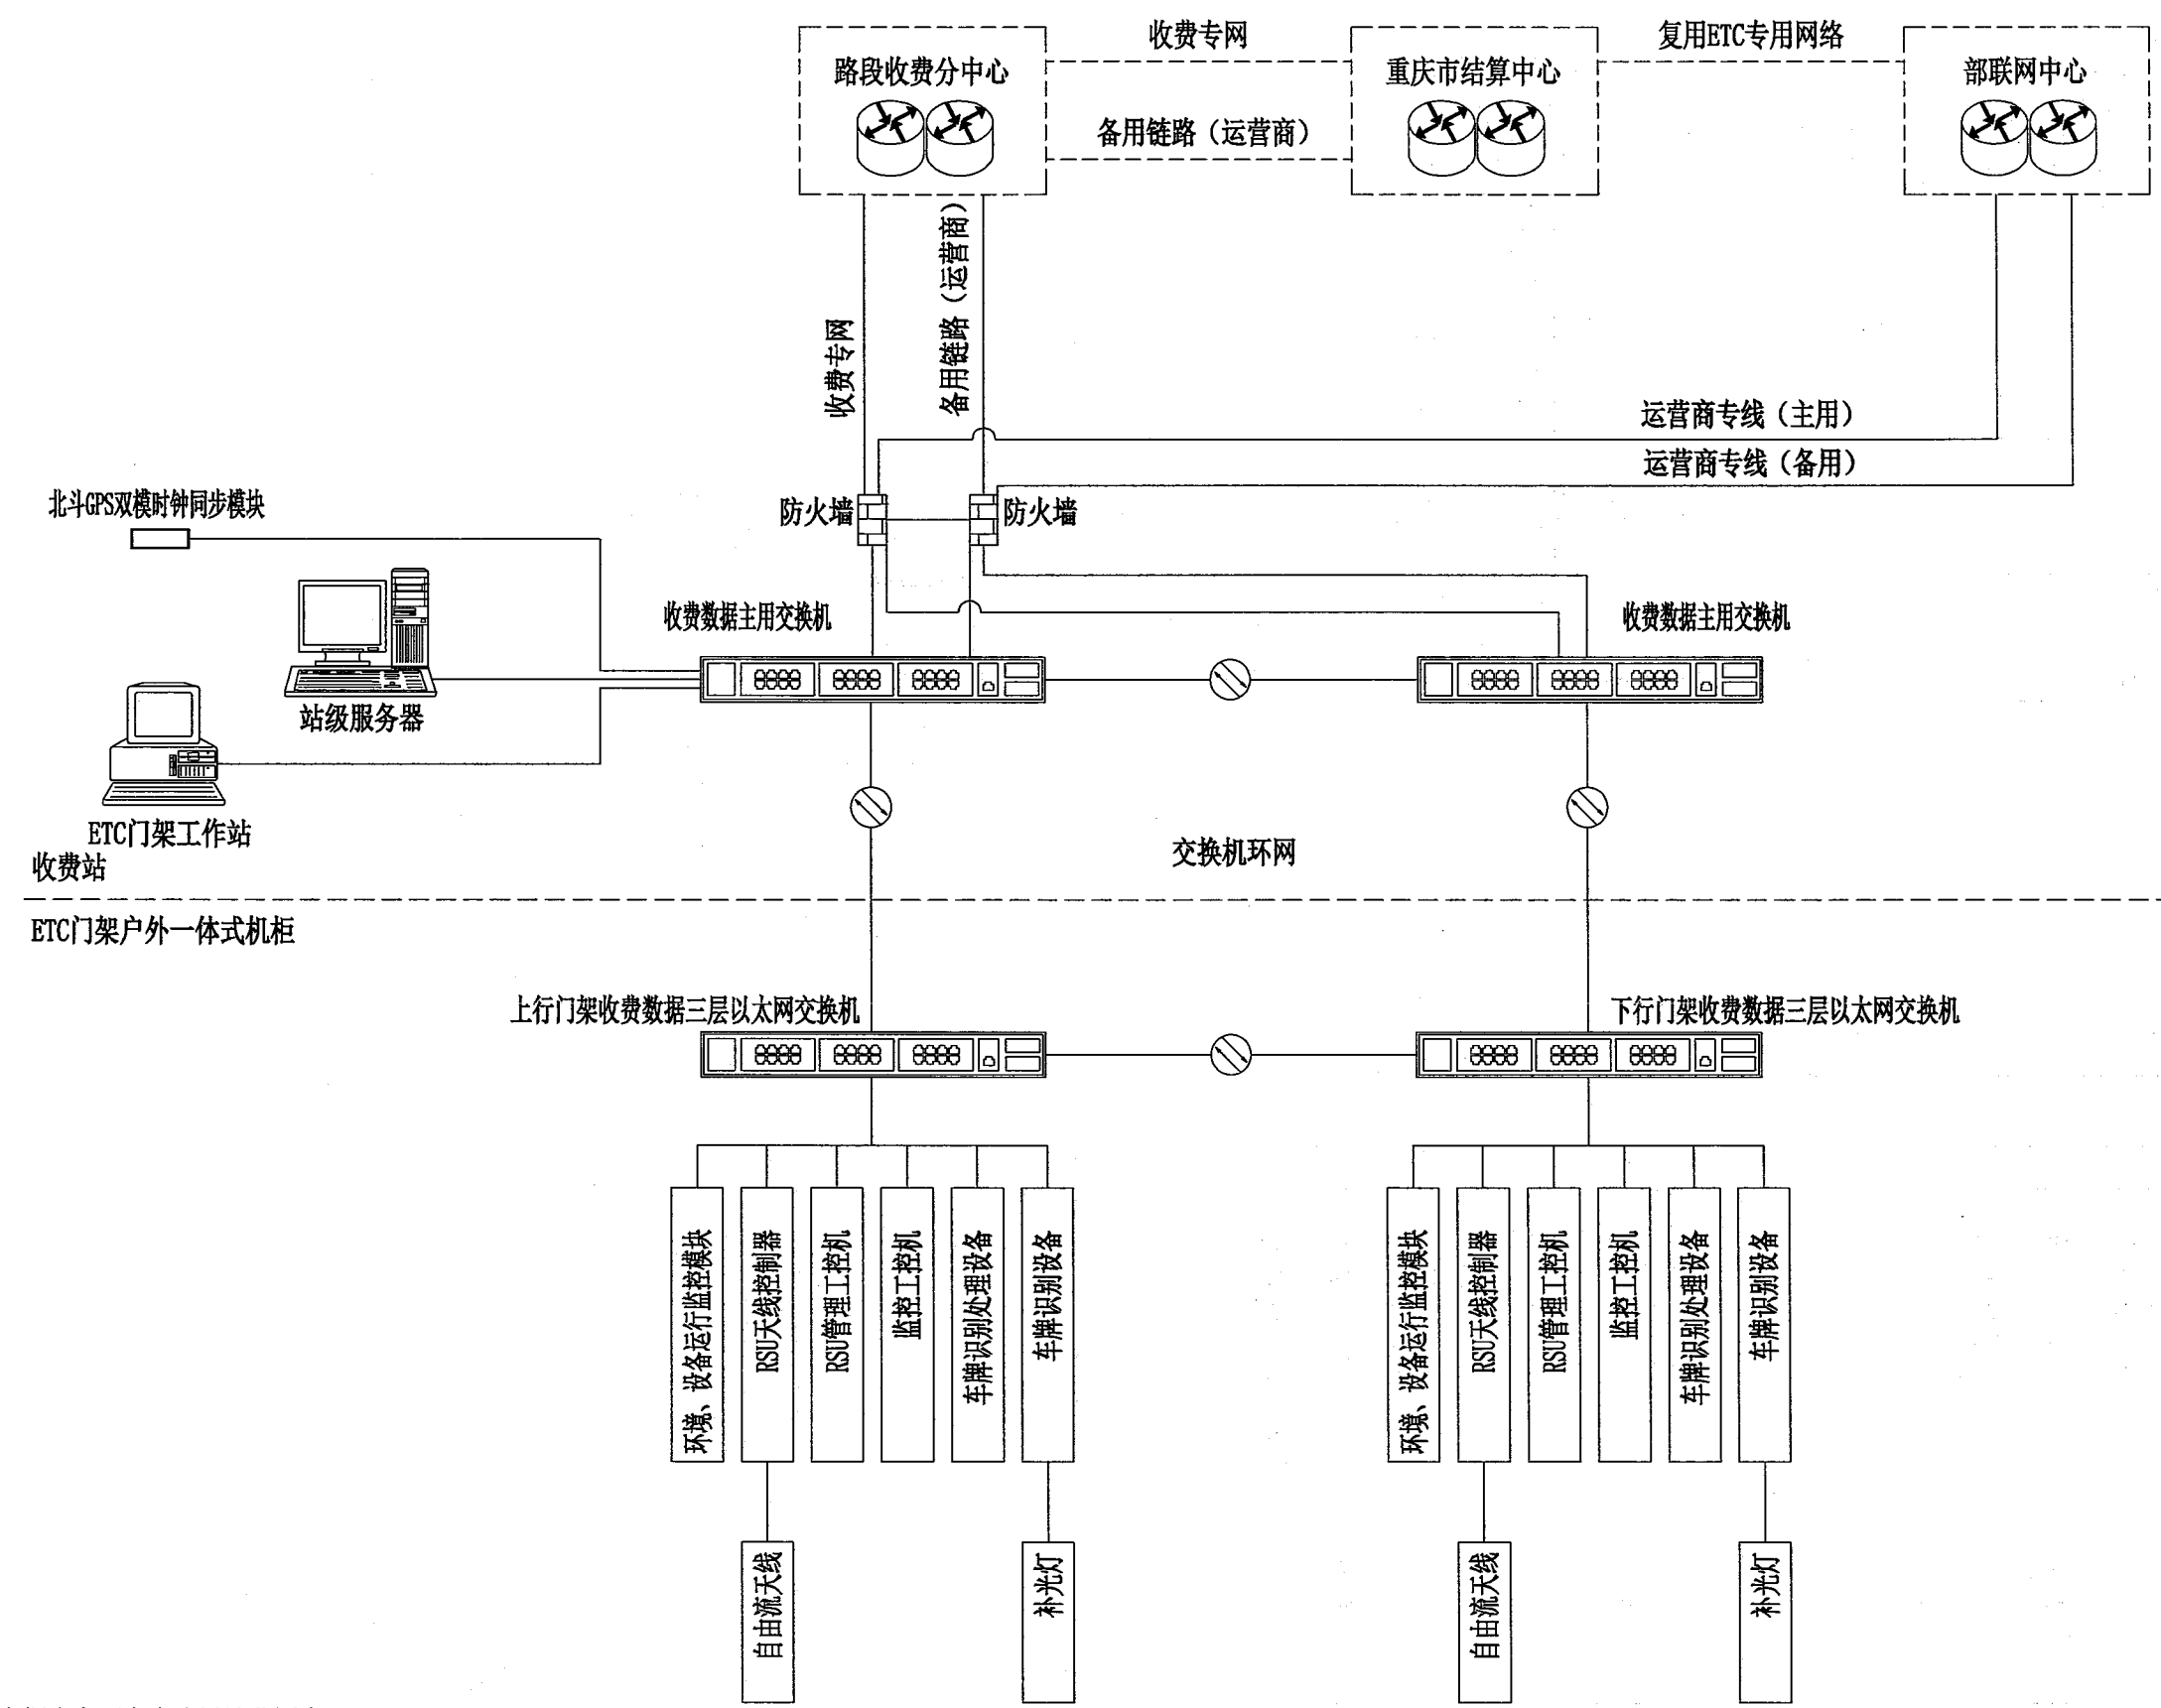 收费专网
复用ETC专用网络
路段收费分中心
重庆市结算中心
部联网中心
备用链路（运营商）
收费专网
备用链路（运营商）
运营商专线（主用）
运营商专线（备用）
北斗GPS双模时钟同步模块
防火墙
防火墙
收费数据主用交换机
收费数据主用交换机
站级服务器
ETC门架工作站
收费站
交换机环网
ETC门架户外一体式机柜
上行门架收费数据三层以太网交换机
下行门架收费数据三层以太网交换机
环境、设备运行监控模块
RSU天线控制器
RSU管理工控机
监控工控机
车牌识别处理设备
车牌识别设备
环境、设备运行监控模块
RSU天线控制器
RSU管理工控机
监控工控机
车牌识别处理设备
车牌识别设备
自由流天线
补光灯
自由流天线
补光灯